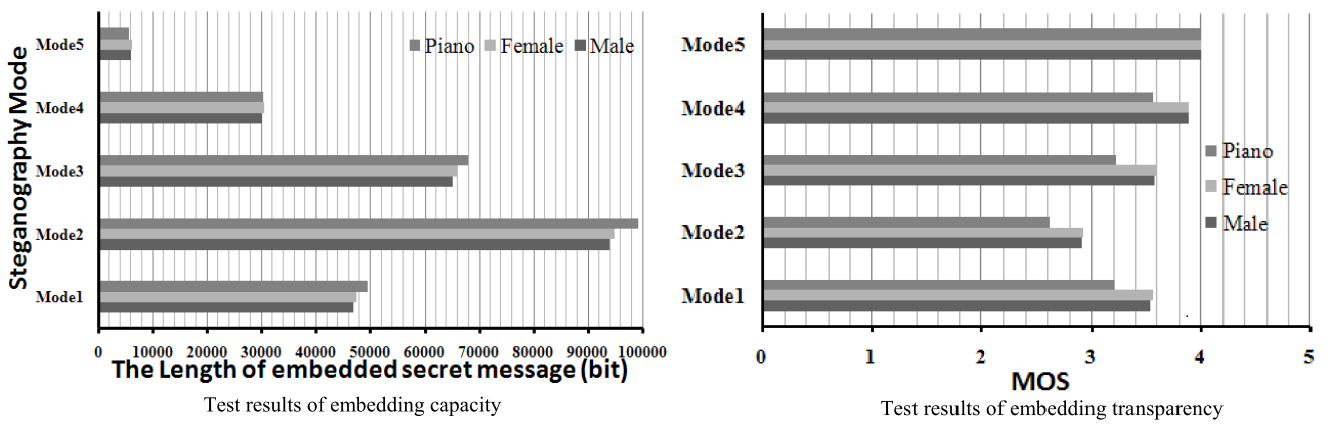 Steganography Mode
Mode5
Mode4
Mode3
Mode2
Mode1
Piano Female Male
0 10000 20000 30000 40000 50000 60000 70000 80000 90000 100000
The Length of embedded secret message (bit)
Test results of embedding capacity
Mode5
Mode4
Mode3
Mode2
Mode1
Piano
Female
Male
0 1 2 3 4 5
MOS
Test results of embedding transparency